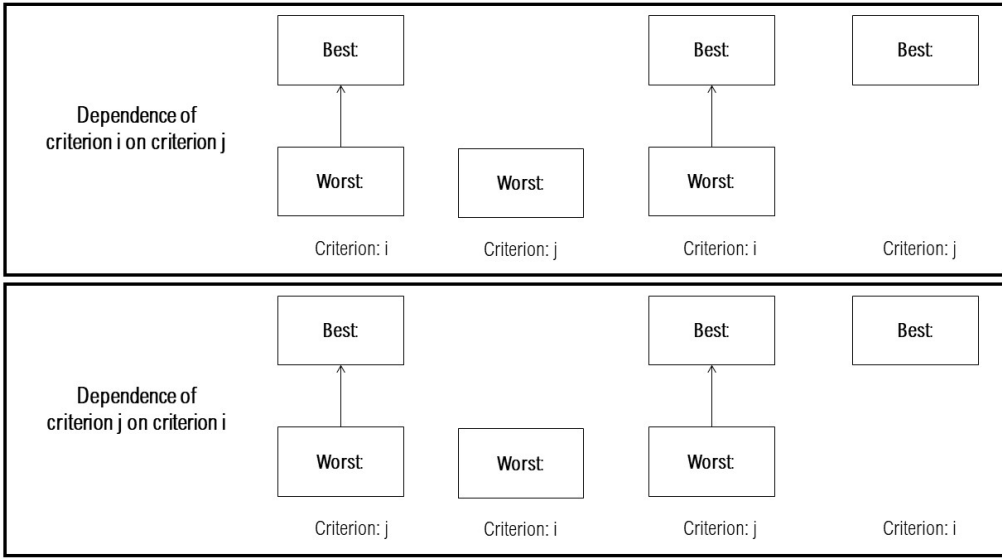 Best:
Best:
Best:
Dependence of
criterion i on criterion j
Worst:
Worst:
Worst:
Criterion: i
Criterion: j
Criterion: i
Criterion: j
Best:
Best:
Best:
Dependence of
criterion j on criterion i
Worst:
Worst:
Worst:
Criterion: j
Criterion: i
Criterion: j
Criterion: i